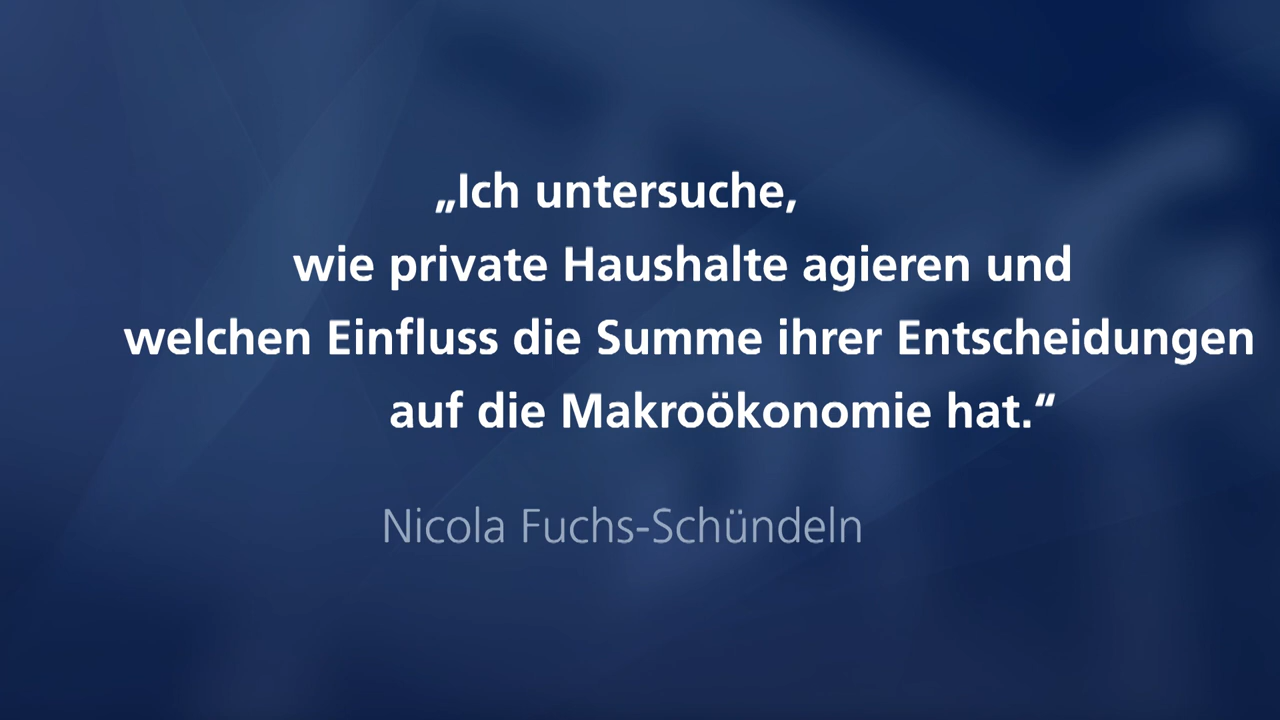 „Ich untersuche,
wie private Haushalte agieren und
welchen Einfluss die Summe ihrer Entscheidungen
auf die Makroökonomie hat.“
Nicola Fuchs-Schündeln